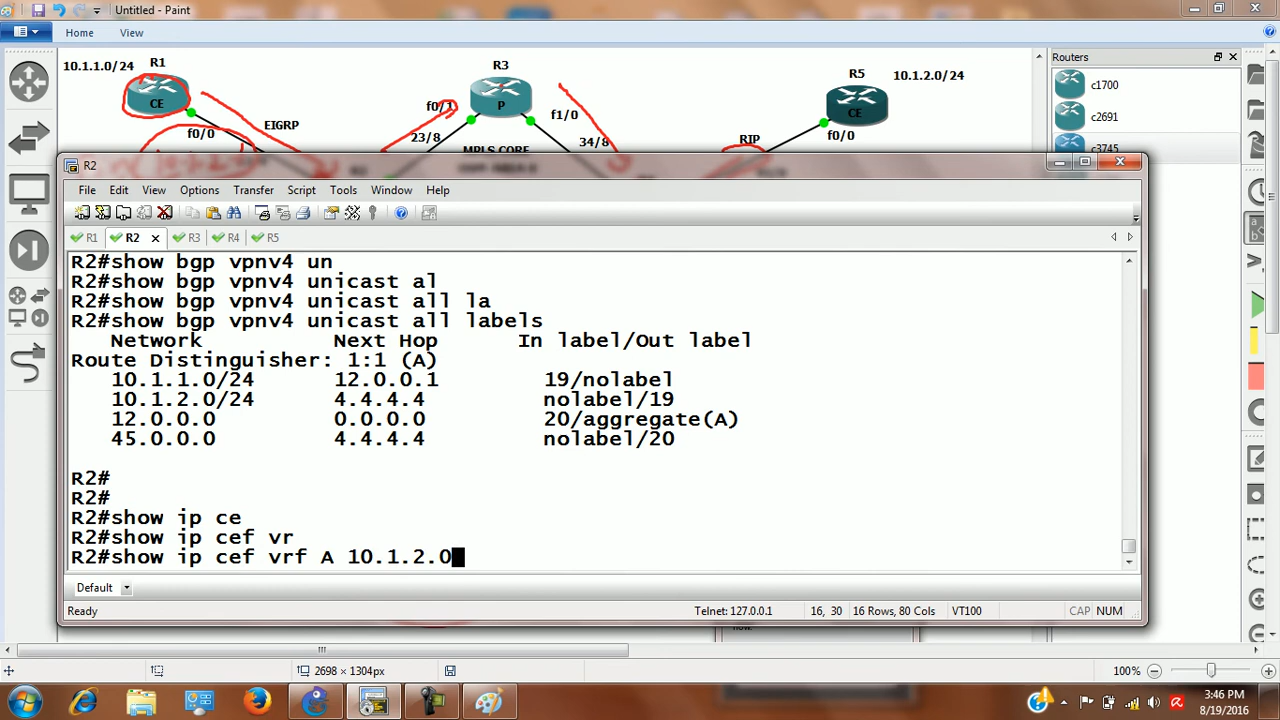 Untitled - Paint
Home View
10.1.1.0/24 R1
CE
f0/0
EIGRP
R3
P
f0/1
f1/0
23/8
34/8
MPLS CORE
R5 10.1.2.0/24
CE
f0/0
RIP
Routers
c1700
c2691
c3745
R2
File Edit View Options Transfer Script Tools Window Help
R1 R2 R3 R4 R5
R2#show bgp vpnv4 un
R2#show bgp vpnv4 unicast al
R2#show bgp vpnv4 unicast all la
R2#show bgp vpnv4 unicast all labels
Network Next Hop In label/Out label
Route Distinguisher: 1:1 (A)
10.1.1.0/24 12.0.0.1 19/nolabel
10.1.2.0/24 4.4.4.4 nolabel/19
12.0.0.0 0.0.0.0 20/aggregate(A)
45.0.0.0 4.4.4.4 nolabel/20
R2#
R2#
R2#show ip ce
R2#show ip cef vr
R2#show ip cef vrf A 10.1.2.0
Default
Ready Telnet: 127.0.0.1 16, 30 16 Rows, 80 Cols VT100 CAP NUM
2698 × 1304px 100%
3:46 PM
8/19/2016